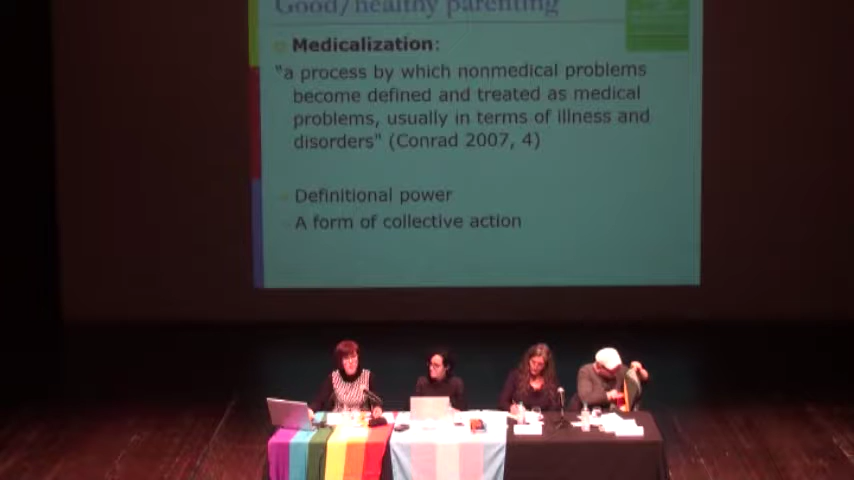 Good/healthy parenting
Medicalization:
"a process by which nonmedical problems
become defined and treated as medical
problems, usually in terms of illness and
disorders" (Conrad 2007, 4)
Definitional power
A form of collective action